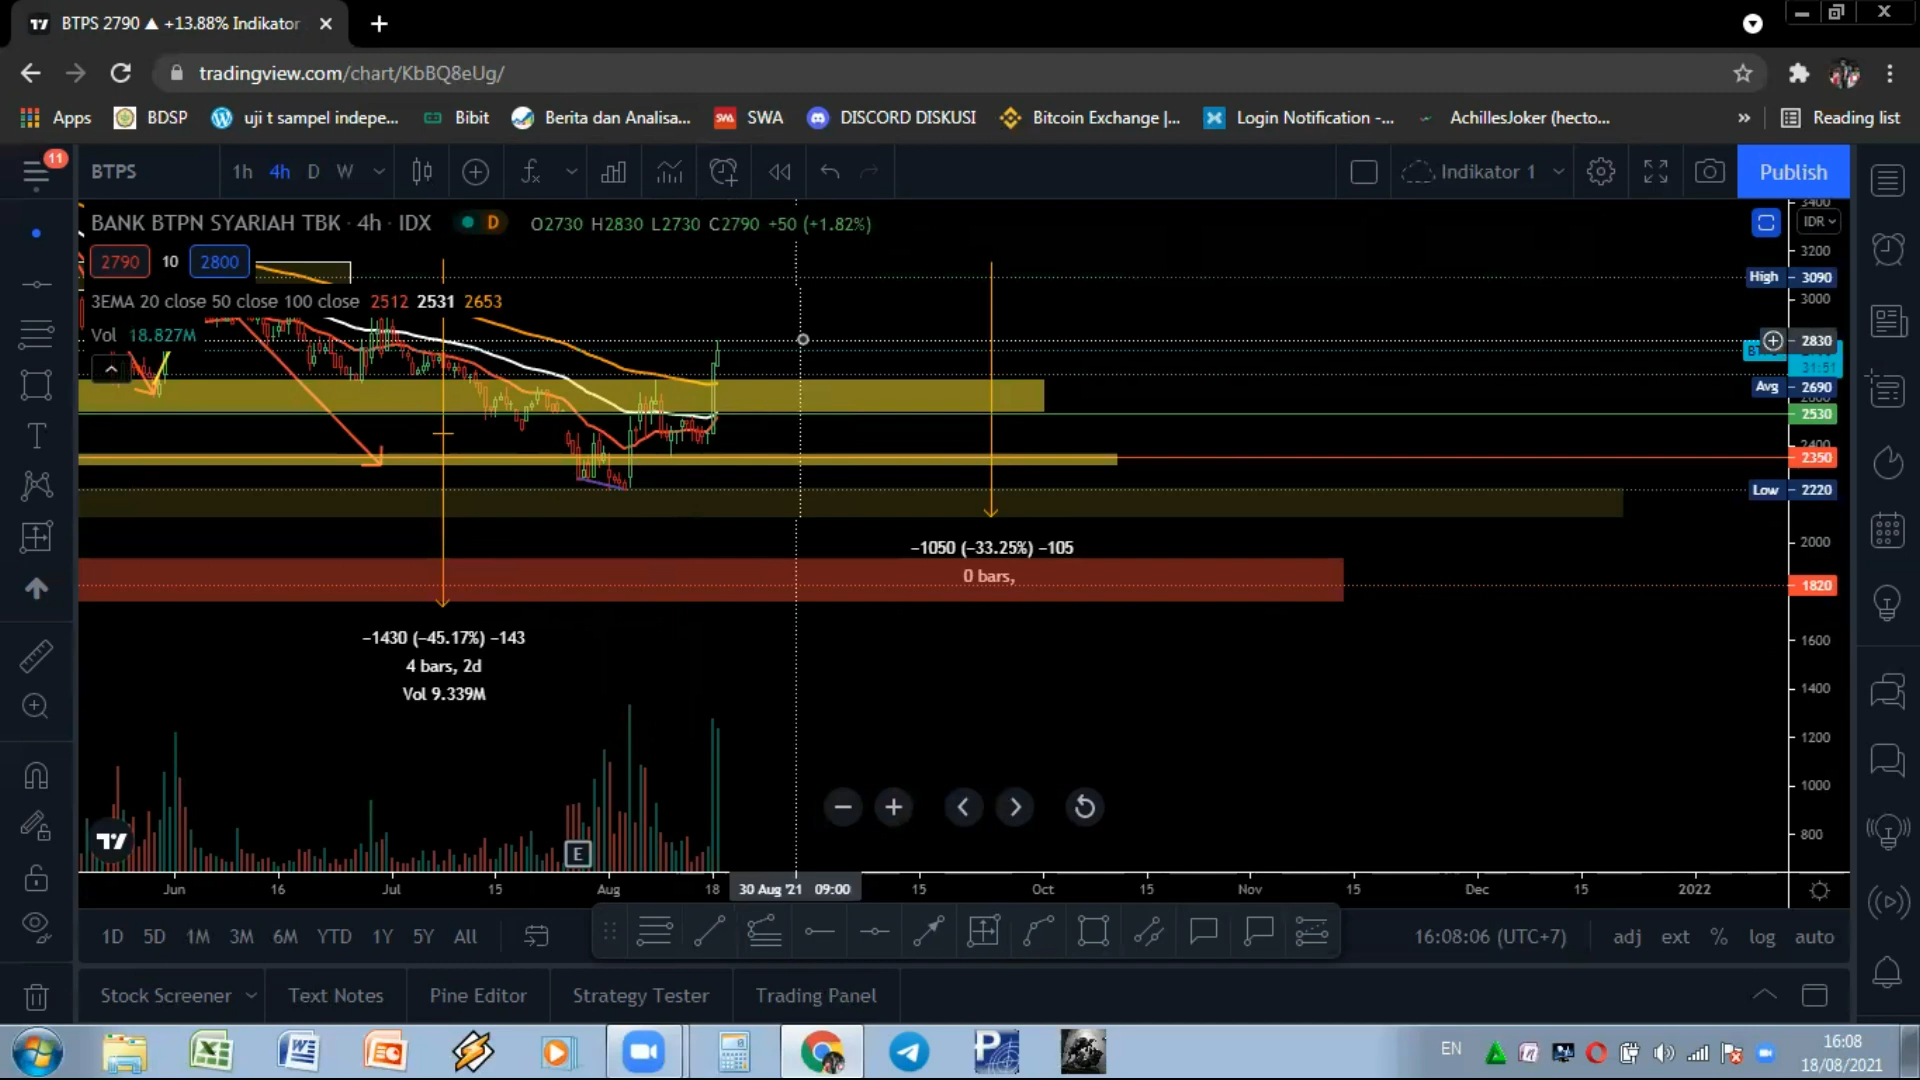 BTPS 2790 ▲ +13.88% Indikator
tradingview.com/chart/KbBQ8eUg/
Apps BDSP uji t sampel indepe... Bibit Berita dan Analisa... SWA DISCORD DISKUSI Bitcoin Exchange |... Login Notification -... AchillesJoker (hecto... » Reading list
11
BTPS 1h 4h D W Indikator 1 Publish
BANK BTPN SYARIAH TBK · 4h · IDX D O2730 H2830 L2730 C2790 +50 (+1.82%)
IDR
2790 10 2800
3EMA 20 close 50 close 100 close 2512 2531 2653
Vol 18.827M
3400
3200
High 3090
3000
2830
31:51
Avg 2690
2530
2400
2350
Low 2220
2000
1820
1600
1400
1200
1000
800
−1050 (−33.25%) −105
0 bars,
−1430 (−45.17%) −143
4 bars, 2d
Vol 9.339M
E
Jun 16 Jul 15 Aug 18 30 Aug '21 09:00 15 Oct 15 Nov 15 Dec 15 2022
1D 5D 1M 3M 6M YTD 1Y 5Y All 16:08:06 (UTC+7) adj ext % log auto
Stock Screener Text Notes Pine Editor Strategy Tester Trading Panel
EN
16:08
18/08/2021